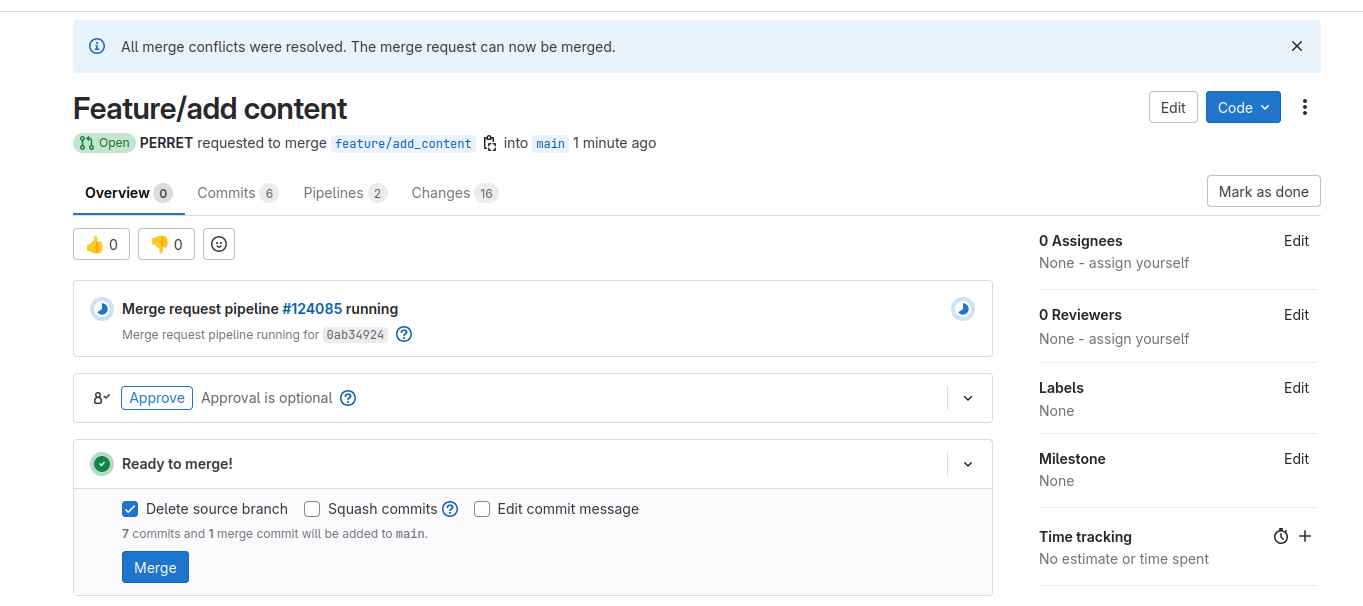 All merge conflicts were resolved. The merge request can now be merged.
Feature/add content
Edit
Code
Open PERRET requested to merge feature/add_content into main 1 minute ago
Overview 0 Commits 6 Pipelines 2 Changes 16
Mark as done
👍 0 👎 0
Merge request pipeline #124085 running
Merge request pipeline running for 0ab34924
Approve Approval is optional
Ready to merge!
Delete source branch Squash commits Edit commit message
7 commits and 1 merge commit will be added to main.
Merge
0 Assignees Edit
None - assign yourself
0 Reviewers Edit
None - assign yourself
Labels Edit
None
Milestone Edit
None
Time tracking
No estimate or time spent